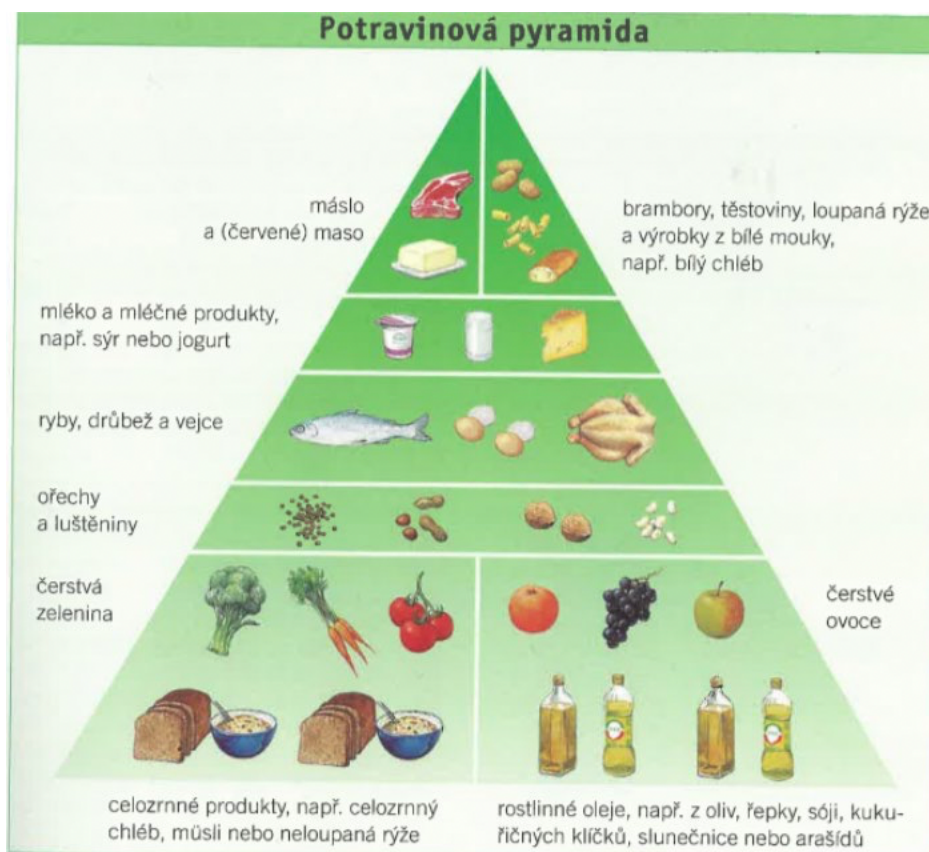 Potravinová pyramida
máslo
a (červené) maso
brambory, těstoviny, loupaná rýže
a výrobky z bílé mouky,
např. bílý chléb
mléko a mléčné produkty,
např. sýr nebo jogurt
ryby, drůbež a vejce
ořechy
a luštěniny
čerstvá
zelenina
čerstvé
ovoce
celozrnné produkty, např. celozrnný
chléb, müsli nebo neloupaná rýže
rostlinné oleje, např. z oliv, řepky, sóji, kuku-
řičných klíčků, slunečnice nebo arašídů